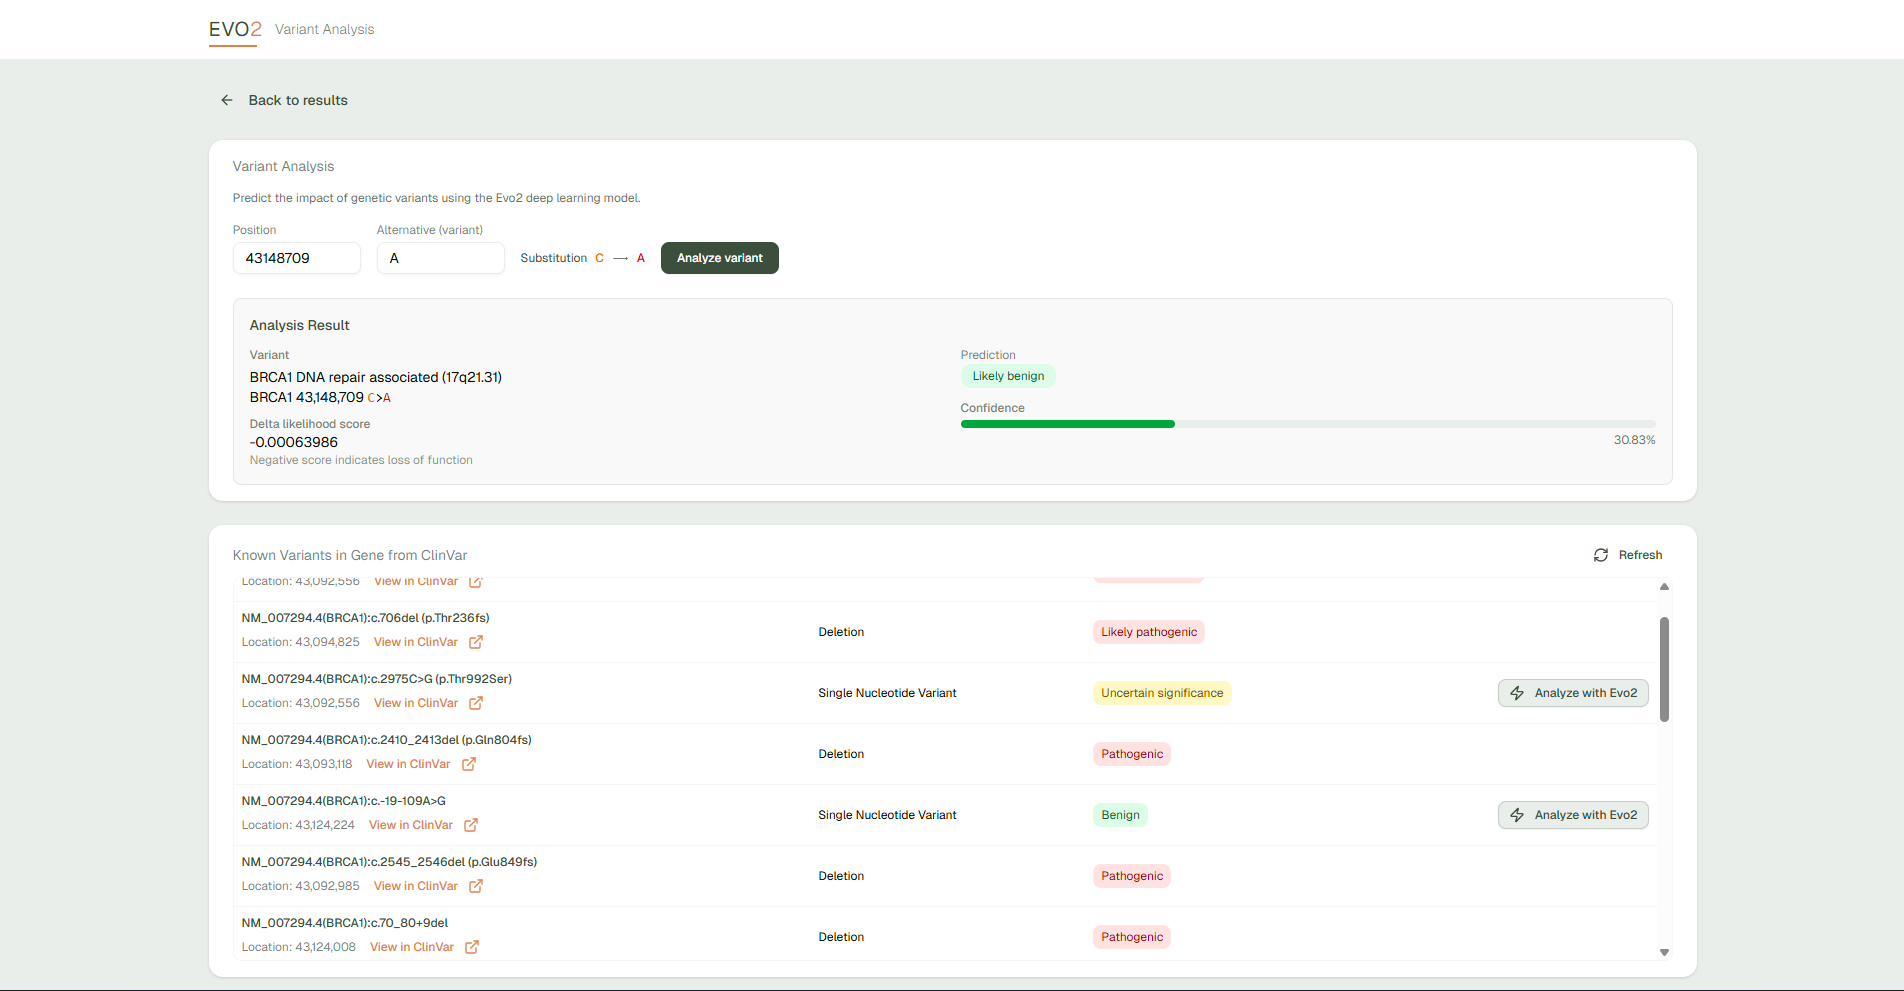 EVO2 Variant Analysis
Back to results
Variant Analysis
Predict the impact of genetic variants using the Evo2 deep learning model.
Position Alternative (variant)
43148709 A Substitution C → A Analyze variant
Analysis Result
Variant
BRCA1 DNA repair associated (17q21.31)
BRCA1 43,148,709 C>A
Delta likelihood score
-0.00063986
Negative score indicates loss of function
Prediction
Likely benign
Confidence
30.83%
Known Variants in Gene from ClinVar Refresh
Location: 43,092,556 View in ClinVar
NM_007294.4(BRCA1):c.706del (p.Thr236fs)
Location: 43,094,825 View in ClinVar
Deletion
Likely pathogenic
NM_007294.4(BRCA1):c.2975C>G (p.Thr992Ser)
Location: 43,092,556 View in ClinVar
Single Nucleotide Variant
Uncertain significance
Analyze with Evo2
NM_007294.4(BRCA1):c.2410_2413del (p.Gln804fs)
Location: 43,093,118 View in ClinVar
Deletion
Pathogenic
NM_007294.4(BRCA1):c.-19-109A>G
Location: 43,124,224 View in ClinVar
Single Nucleotide Variant
Benign
Analyze with Evo2
NM_007294.4(BRCA1):c.2545_2546del (p.Glu849fs)
Location: 43,092,985 View in ClinVar
Deletion
Pathogenic
NM_007294.4(BRCA1):c.70_80+9del
Location: 43,124,008 View in ClinVar
Deletion
Pathogenic